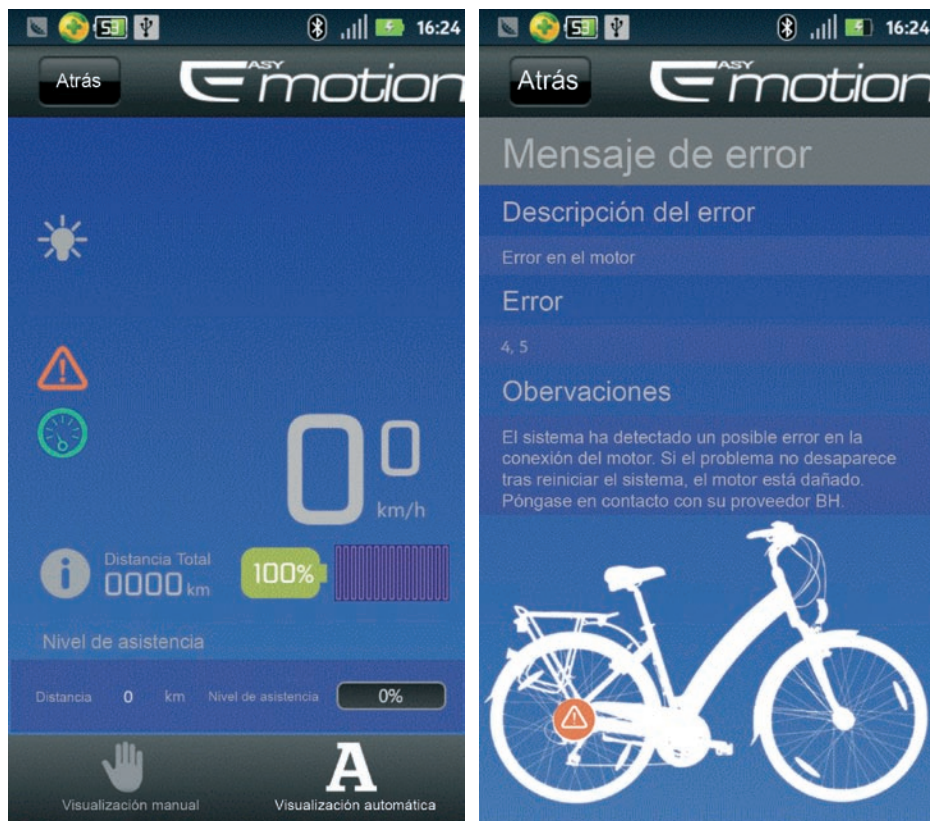 53 16:24
Atrás EASY motion
0 0
km/h
Distancia Total
0000 km
100%
Nivel de asistencia
Distancia 0 km Nivel de asistencia 0%
A
Visualización manual Visualización automática
53 16:24
Atrás EASY motion
Mensaje de error
Descripción del error
Error en el motor
Error
4, 5
Obervaciones
El sistema ha detectado un posible error en la
conexión del motor. Si el problema no desaparece
tras reiniciar el sistema, el motor está dañado.
Póngase en contacto con su proveedor BH.